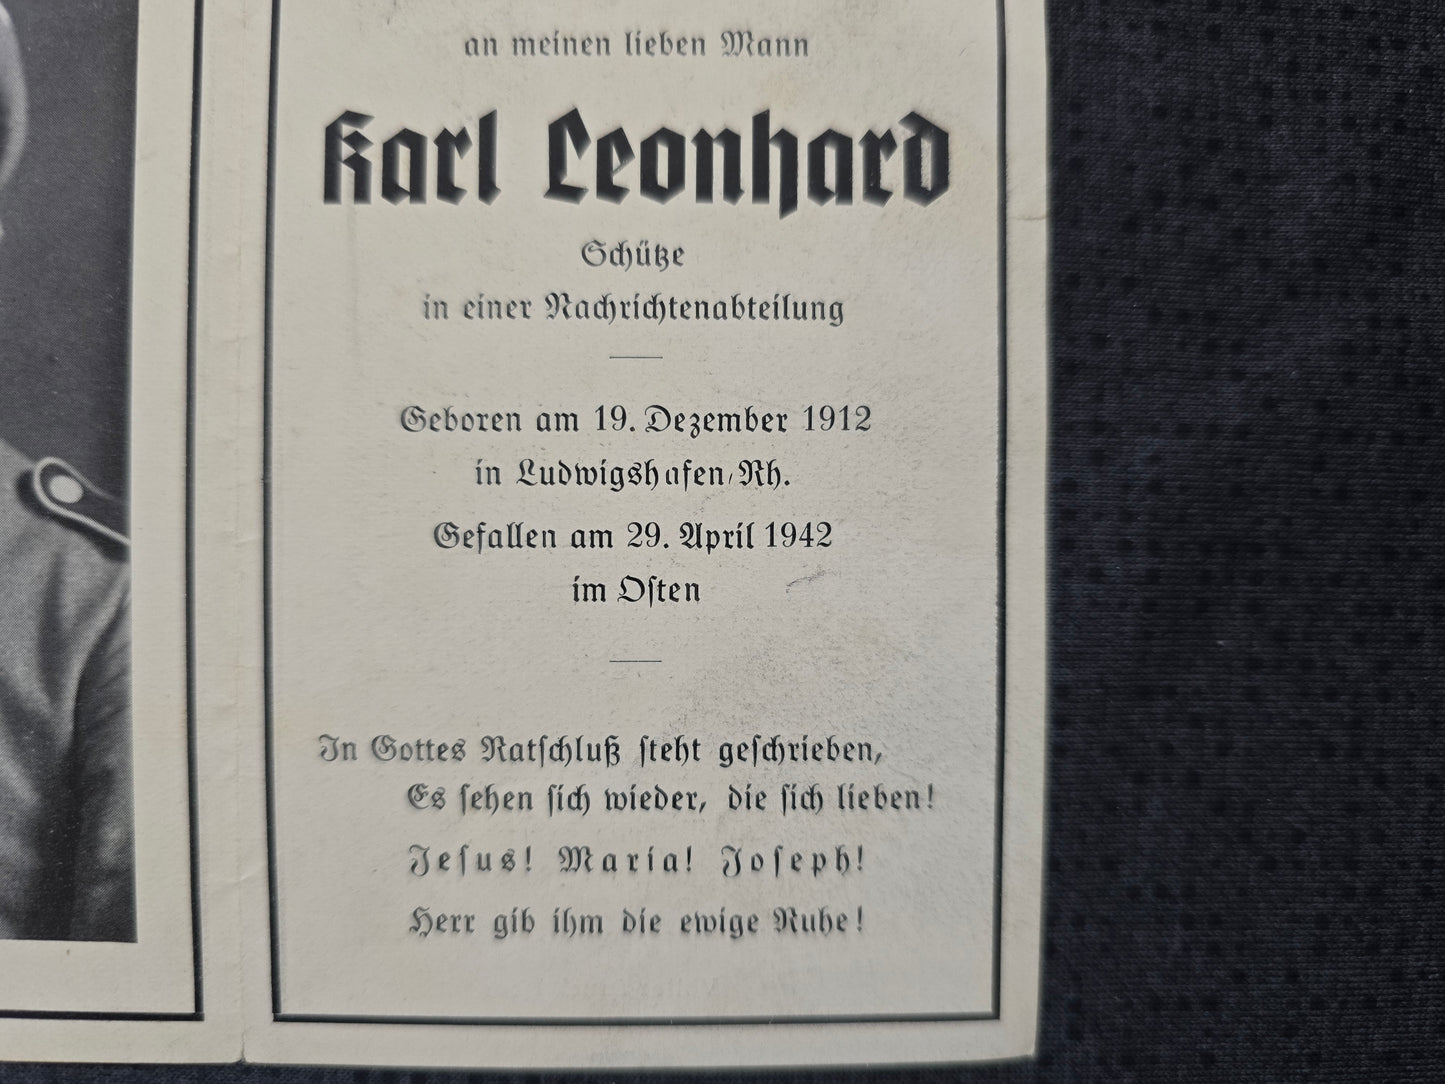 an meinen lieben Mann
Karl Leonhard
Schütze
in einer Nachrichtenabteilung
Geboren am 19. Dezember 1912
in Ludwigshafen/Rh.
Gefallen am 29. April 1942
im Osten
In Gottes Ratschluß steht geschrieben,
Es sehen sich wieder, die sich lieben!
Jesus! Maria! Joseph!
Herr gib ihm die ewige Ruhe!